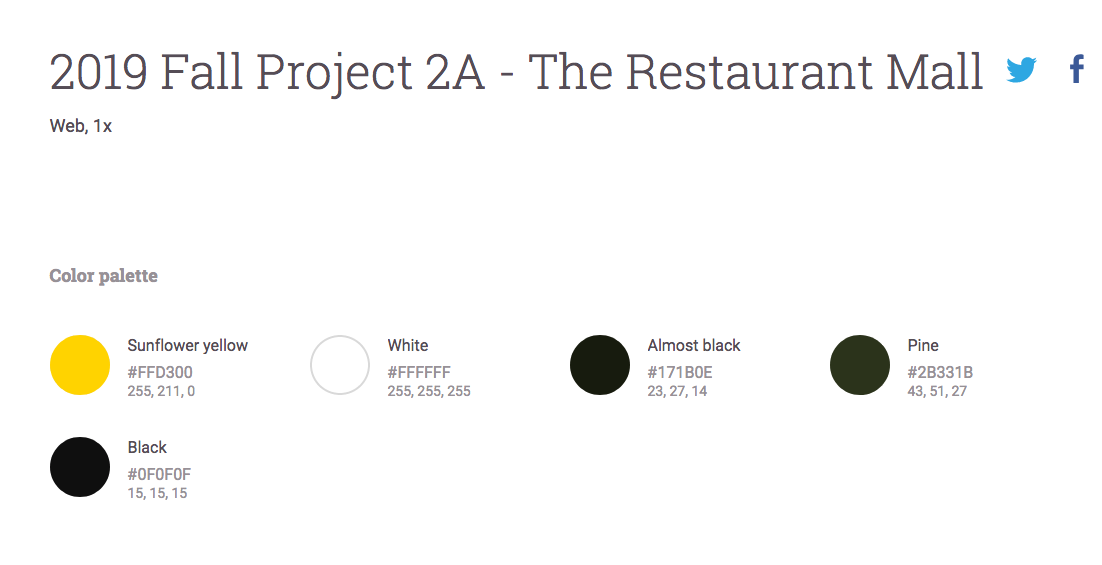 2019 Fall Project 2A - The Restaurant Mall
Web, 1x
Color palette
Sunflower yellow
#FFD300
255, 211, 0
White
#FFFFFF
255, 255, 255
Almost black
#171B0E
23, 27, 14
Pine
#2B331B
43, 51, 27
Black
#0F0F0F
15, 15, 15